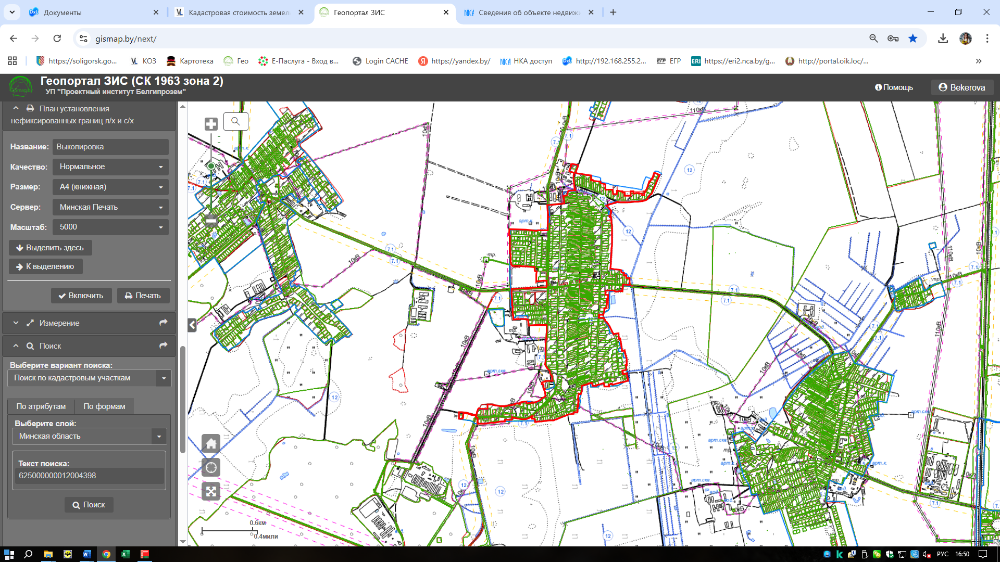 Документы
Кадастровая стоимость земел
Геопортал ЗИС
NKA Сведения об объекте недвижи
gismap.by/next/
https://soligorsk.go...
КОЗ
Картотека
Гео
Е-Паслуга - Вход в...
Login CACHE
https://yandex.by/
НКА доступ
http://192.168.255.2...
ЕГР
https://eri2.nca.by/g...
http://portal.oik.loc/...
Геопортал ЗИС (СК 1963 зона 2)
УП "Проектный институт Белгипрозем"
Помощь
Bekerova
План установления
нефиксированных границ л/х и с/х
Название: Выкопировка
Качество: Нормальное
Размер: A4 (книжная)
Сервер: Минская Печать
Масштаб: 5000
Выделить здесь
К выделению
Включить
Печать
Измерение
Поиск
Выберите вариант поиска:
Поиск по кадастровым участкам
По атрибутам
По формам
Выберите слой:
Минская область
Текст поиска:
625000000012004398
Поиск
110кВ
10кВ
7.1
12
арт.к.
тр.
арт.скв.
0.6км
0.4мили
РУС
16:50